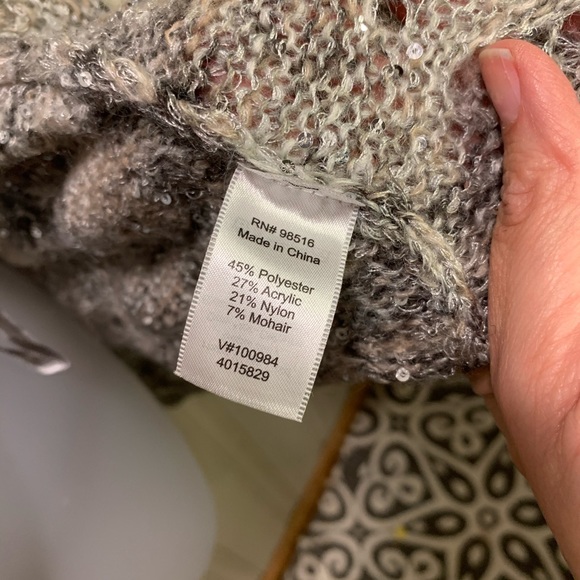 RN# 98516
Made in China
45% Polyester
27% Acrylic
21% Nylon
7% Mohair
V#100984
4015829